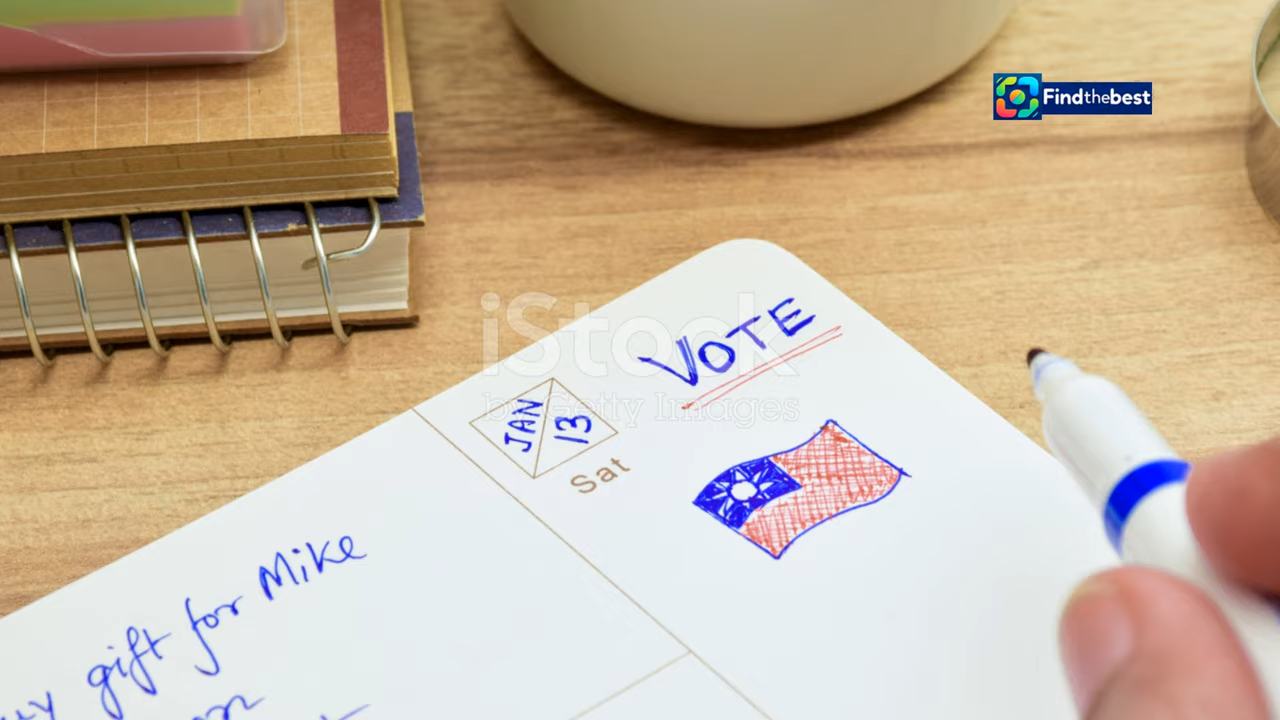 Findthebest
VOTE
iStock
by Getty Images
JAN
13
Sat
gift for Mike